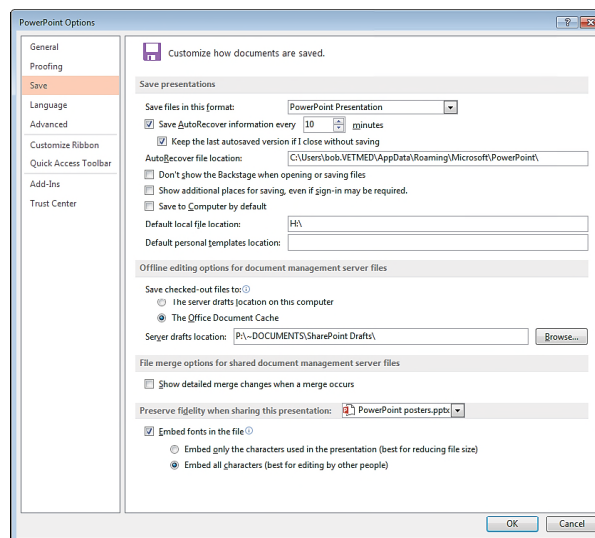 PowerPoint Options
General
Proofing
Save
Language
Advanced
Customize Ribbon
Quick Access Toolbar
Add-Ins
Trust Center
Customize how documents are saved.
Save presentations
Save files in this format: PowerPoint Presentation
Save AutoRecover information every 10 minutes
Keep the last autosaved version if I close without saving
AutoRecover file location: C:\Users\bob.VETMED\AppData\Roaming\Microsoft\PowerPoint\
Don't show the Backstage when opening or saving files
Show additional places for saving, even if sign-in may be required.
Save to Computer by default
Default local file location: H:\
Default personal templates location:
Offline editing options for document management server files
Save checked-out files to:
The server drafts location on this computer
The Office Document Cache
Server drafts location: P:\~DOCUMENTS\SharePoint Drafts\ Browse...
File merge options for shared document management server files
Show detailed merge changes when a merge occurs
Preserve fidelity when sharing this presentation: PowerPoint posters.pptx
Embed fonts in the file
Embed only the characters used in the presentation (best for reducing file size)
Embed all characters (best for editing by other people)
OK Cancel